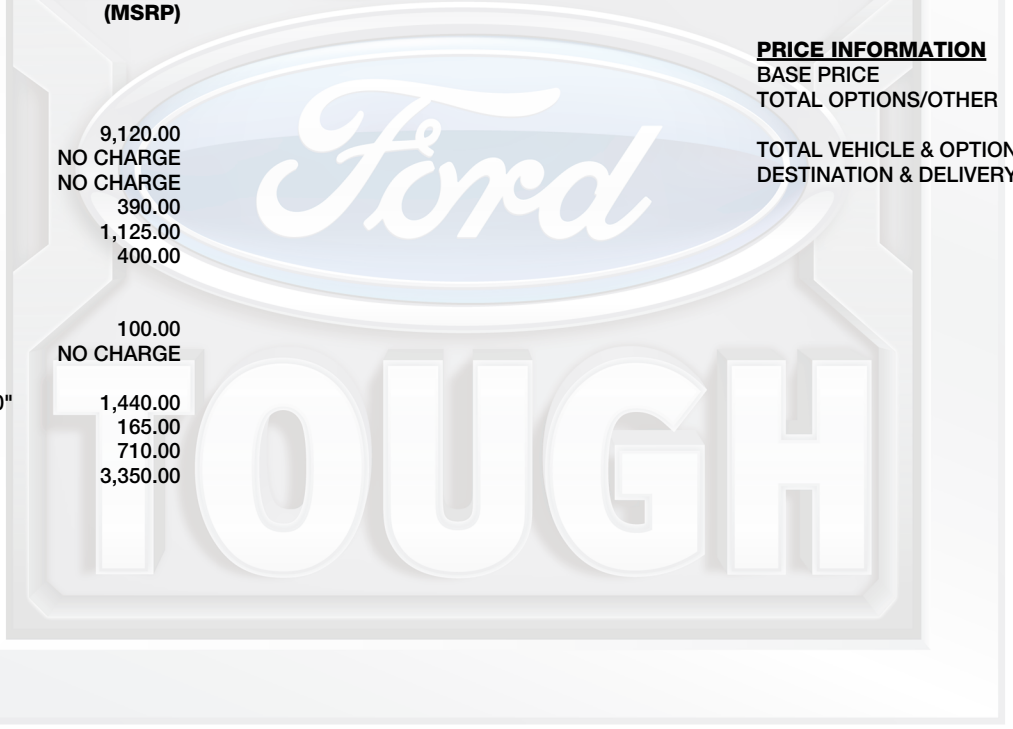 (MSRP)
9,120.00
NO CHARGE
NO CHARGE
390.00
1,125.00
400.00
100.00
NO CHARGE
0" 1,440.00
165.00
710.00
3,350.00
PRICE INFORMATION
BASE PRICE
TOTAL OPTIONS/OTHER
TOTAL VEHICLE & OPTION
DESTINATION & DELIVERY
Ford
TOUGH